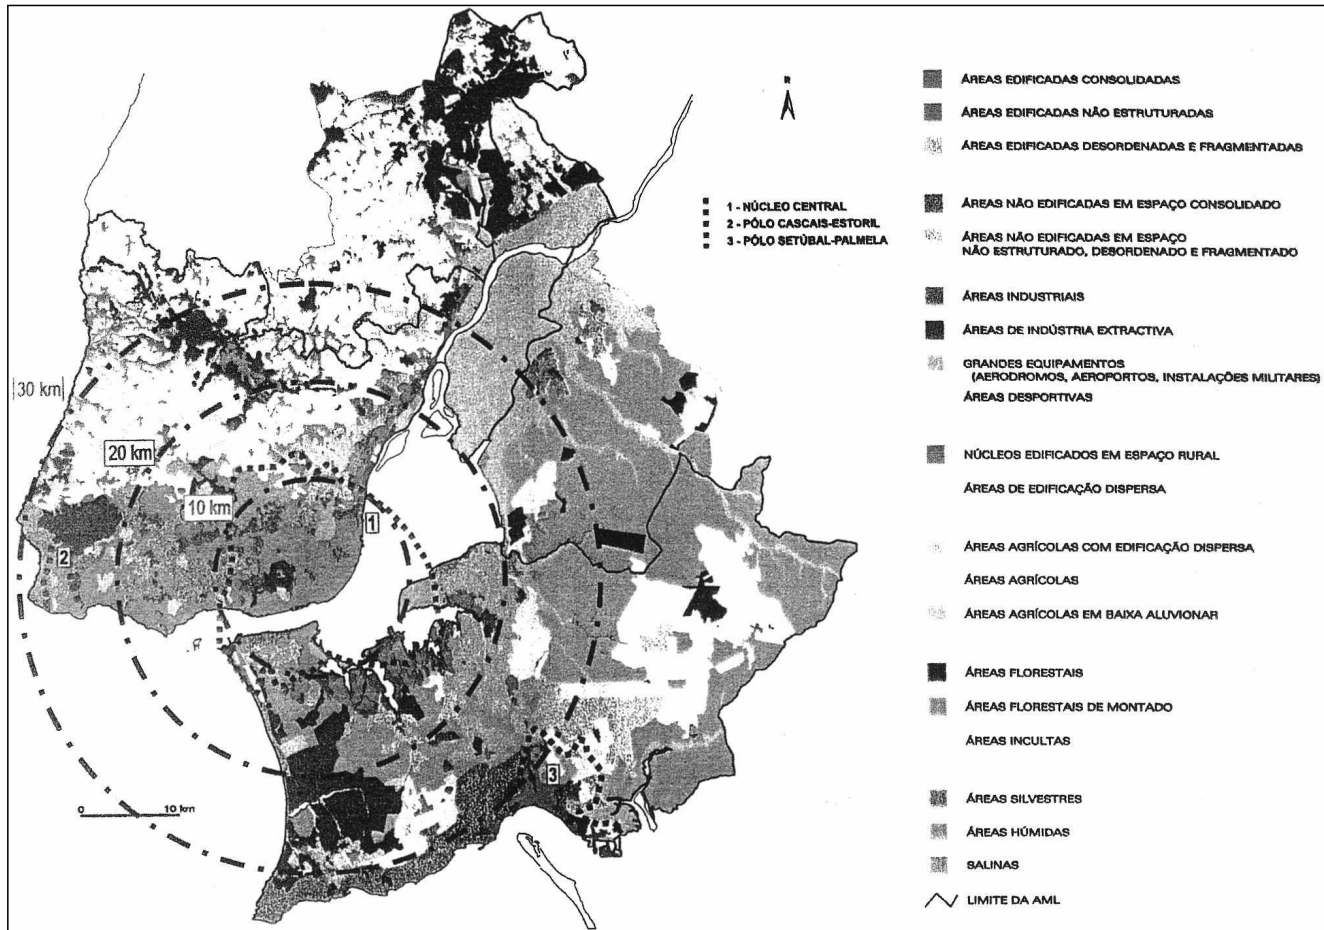 N
1 - NÚCLEO CENTRAL
2 - PÓLO CASCAIS-ESTORIL
3 - PÓLO SETÚBAL-PALMELA
30 km
20 km
10 km
1
2
3
0 10 km
ÁREAS EDIFICADAS CONSOLIDADAS
ÁREAS EDIFICADAS NÃO ESTRUTURADAS
ÁREAS EDIFICADAS DESORDENADAS E FRAGMENTADAS
ÁREAS NÃO EDIFICADAS EM ESPAÇO CONSOLIDADO
ÁREAS NÃO EDIFICADAS EM ESPAÇO
NÃO ESTRUTURADO, DESORDENADO E FRAGMENTADO
ÁREAS INDUSTRIAIS
ÁREAS DE INDÚSTRIA EXTRACTIVA
GRANDES EQUIPAMENTOS
(AERODROMOS, AEROPORTOS, INSTALAÇÕES MILITARES)
ÁREAS DESPORTIVAS
NÚCLEOS EDIFICADOS EM ESPAÇO RURAL
ÁREAS DE EDIFICAÇÃO DISPERSA
ÁREAS AGRÍCOLAS COM EDIFICAÇÃO DISPERSA
ÁREAS AGRÍCOLAS
ÁREAS AGRÍCOLAS EM BAIXA ALUVIONAR
ÁREAS FLORESTAIS
ÁREAS FLORESTAIS DE MONTADO
ÁREAS INCULTAS
ÁREAS SILVESTRES
ÁREAS HÚMIDAS
SALINAS
LIMITE DA AML